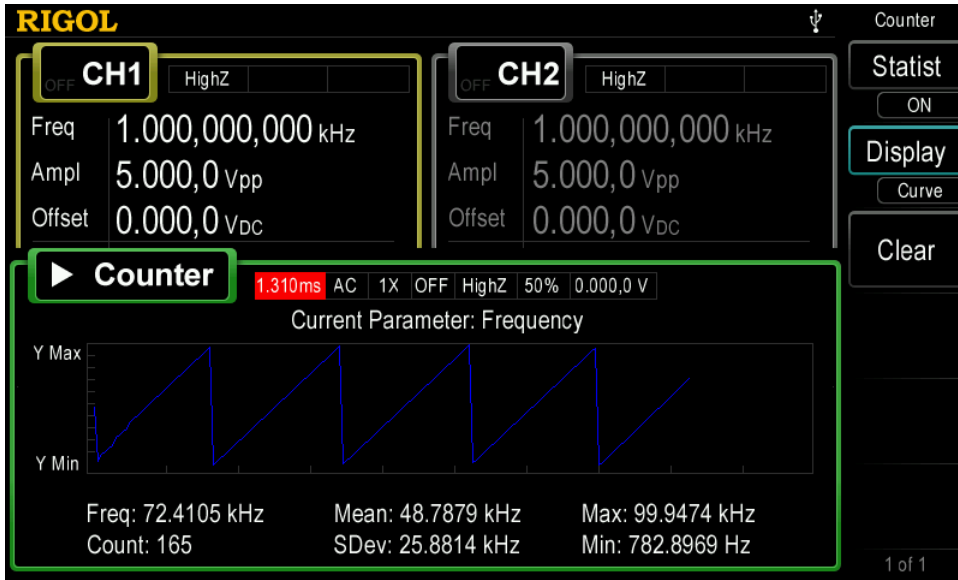 RIGOL
Counter
OFF CH1 HighZ
OFF CH2 HighZ
Statist
ON
Freq 1.000,000,000 kHz
Freq 1.000,000,000 kHz
Display
Curve
Ampl 5.000,0 Vpp
Ampl 5.000,0 Vpp
Offset 0.000,0 VDC
Offset 0.000,0 VDC
Clear
Counter 1.310ms AC 1X OFF HighZ 50% 0.000,0 V
Current Parameter: Frequency
Y Max
Y Min
Freq: 72.4105 kHz Mean: 48.7879 kHz Max: 99.9474 kHz
Count: 165 SDev: 25.8814 kHz Min: 782.8969 Hz
1 of 1